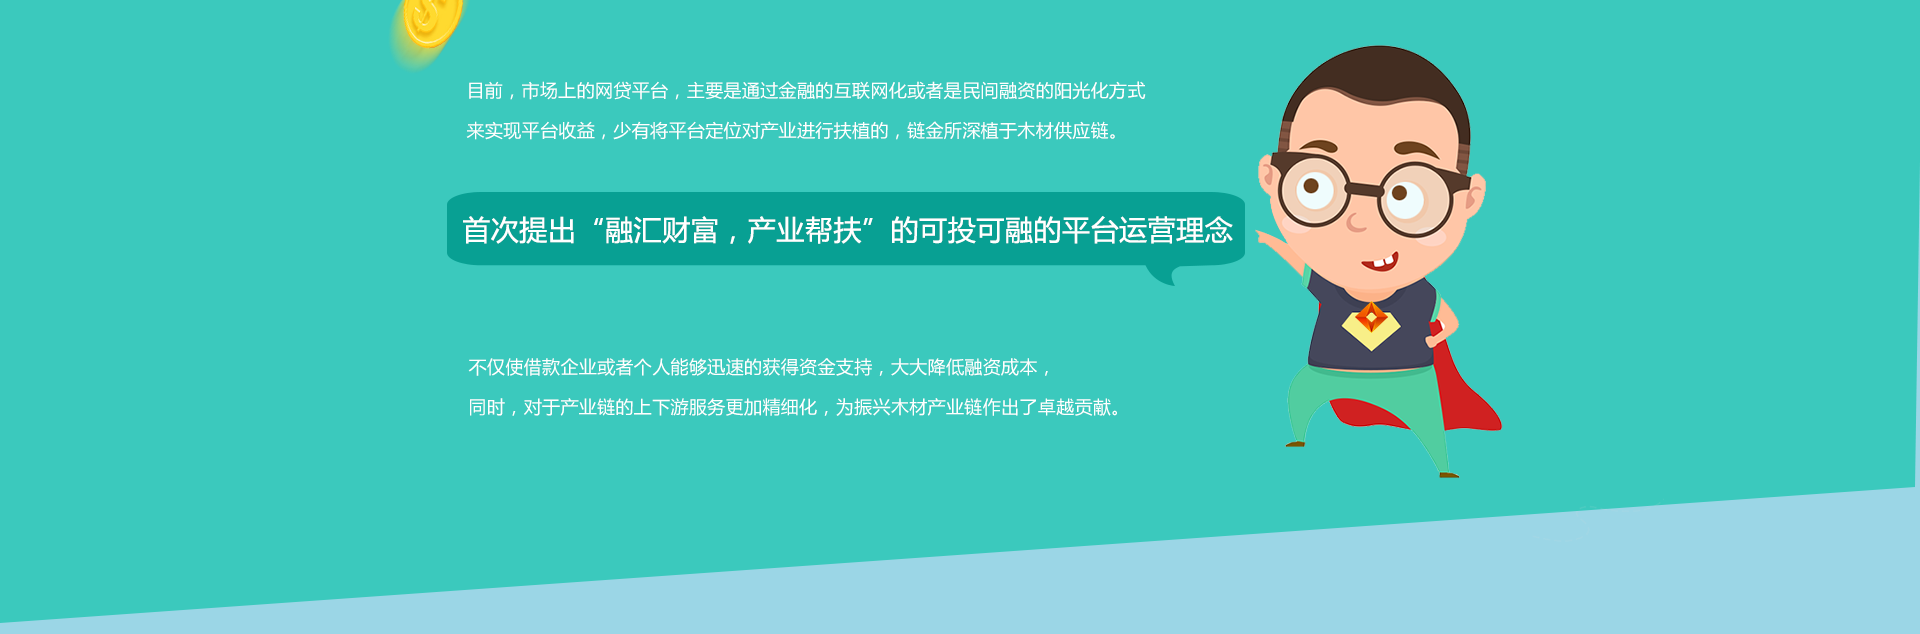 目前，市场上的网贷平台，主要是通过金融的互联网化或者是民间融资的阳光化方式
来实现平台收益，少有将平台定位对产业进行扶植的，链金所深植于木材供应链。
首次提出“融汇财富，产业帮扶”的可投可融的平台运营理念
不仅使借款企业或者个人能够迅速的获得资金支持，大大降低融资成本，
同时，对于产业链的上下游服务更加精细化，为振兴木材产业链作出了卓越贡献。